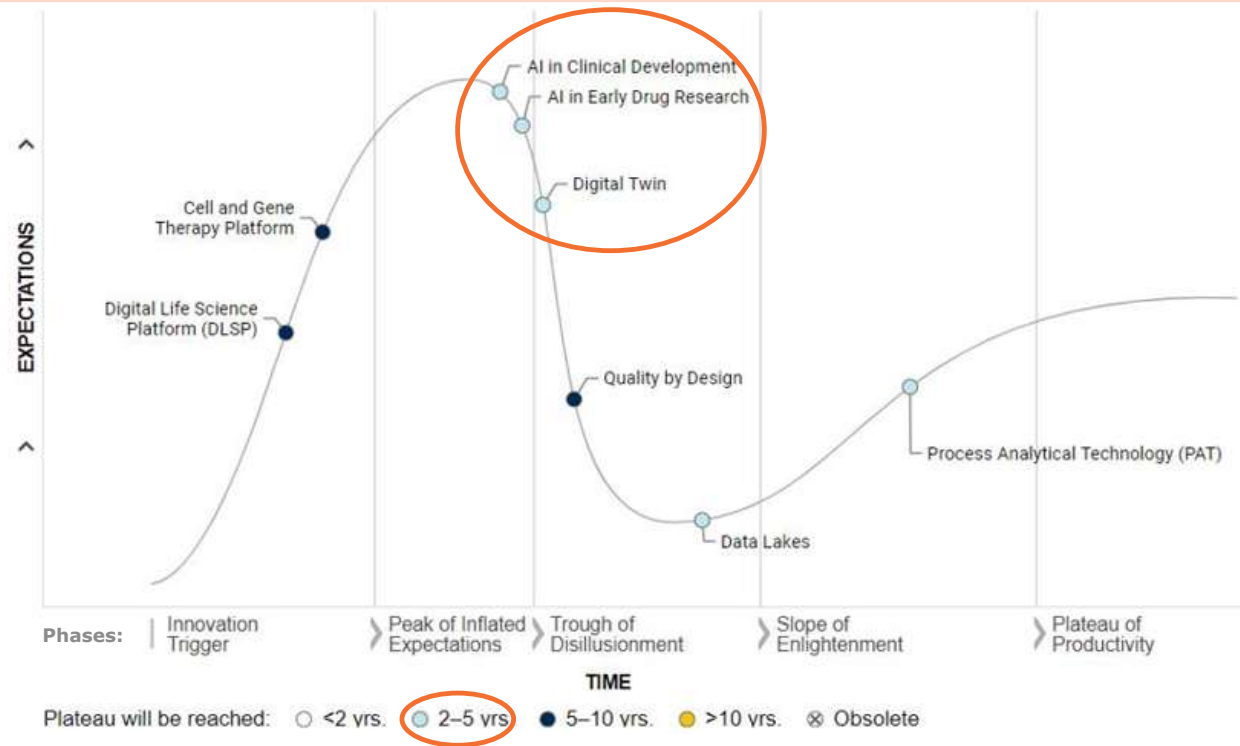 AI in Clinical Development
AI in Early Drug Research
Digital Twin
Cell and Gene
Therapy Platform
Digital Life Science
Platform (DLSP)
EXPECTATIONS
Quality by Design
Process Analytical Technology (PAT)
Data Lakes
Phases:
Innovation
Trigger
Peak of Inflated
Expectations
Trough of
Disillusionment
Slope of
Enlightenment
Plateau of
Productivity
TIME
Plateau will be reached: <2 yrs. 2–5 yrs 5–10 yrs. >10 yrs. Obsolete